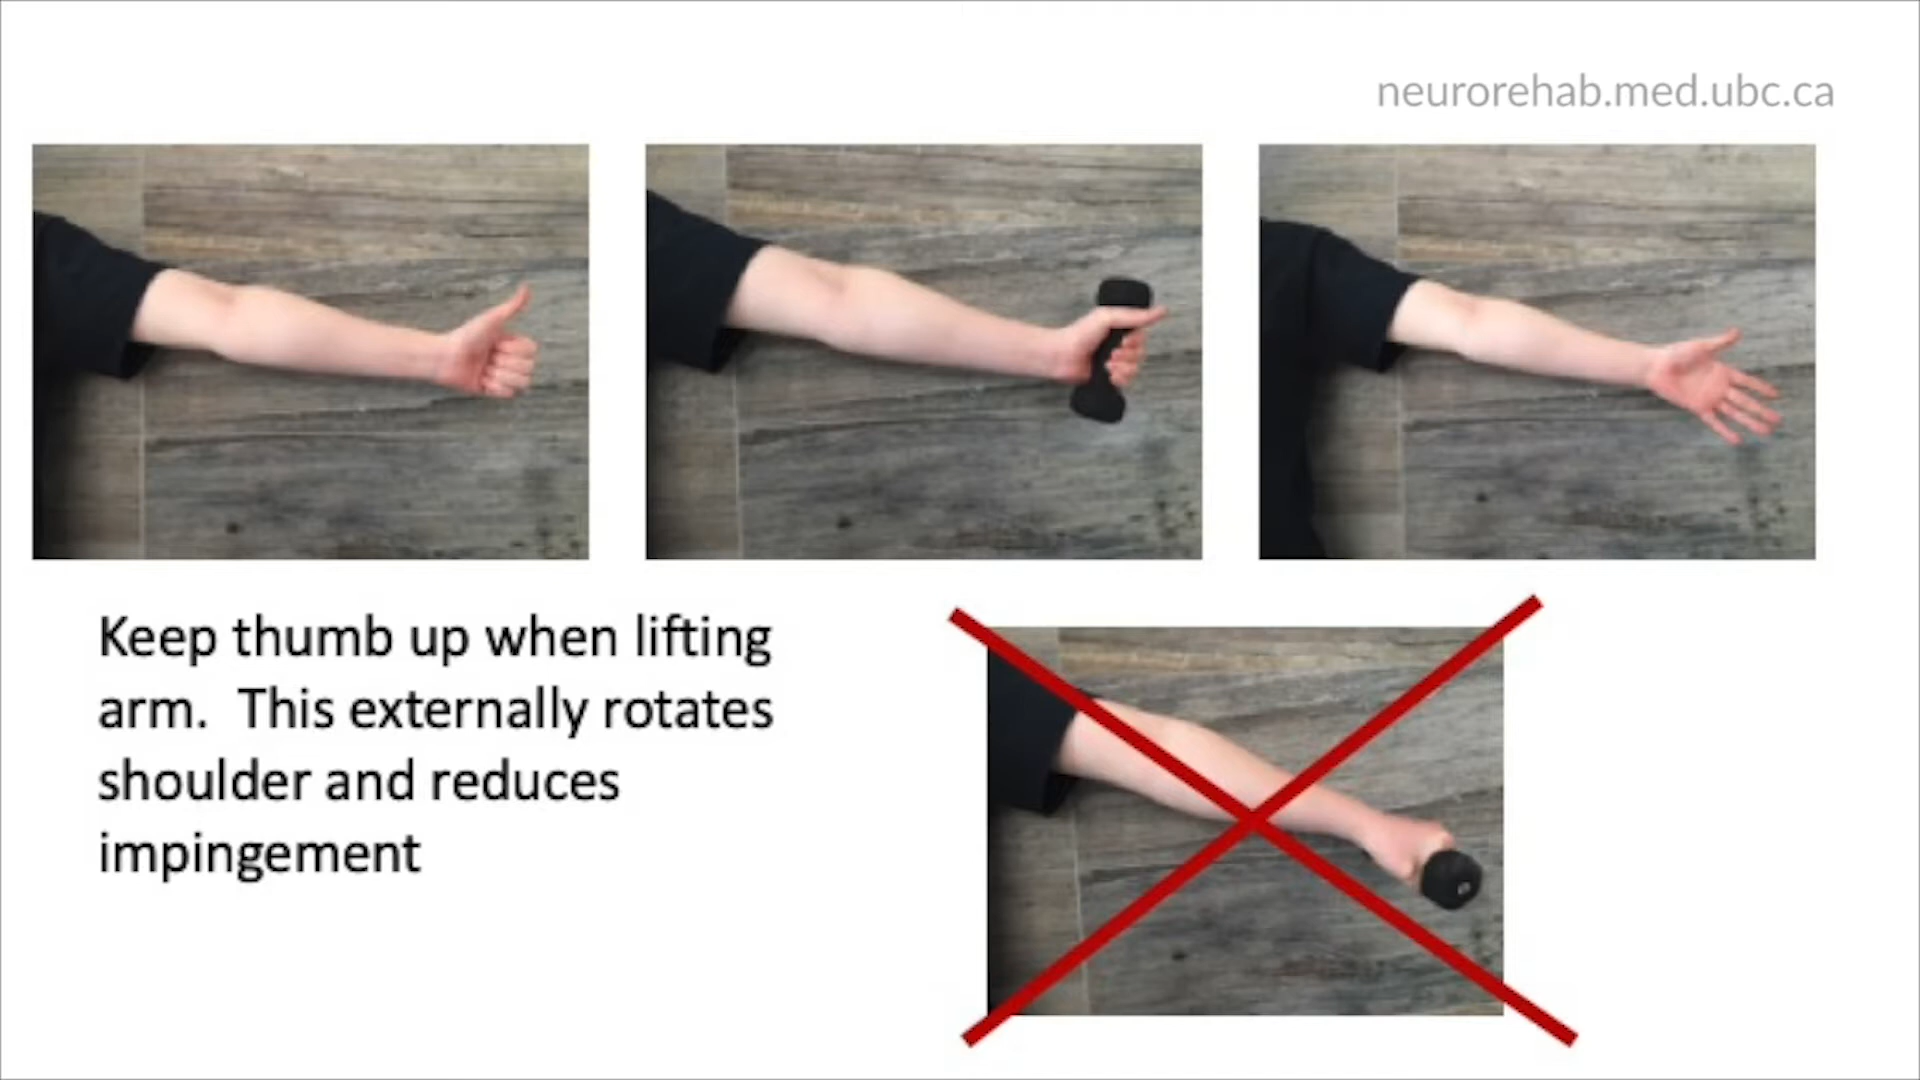 neurorehab.med.ubc.ca
Keep thumb up when lifting
arm.  This externally rotates
shoulder and reduces
impingement